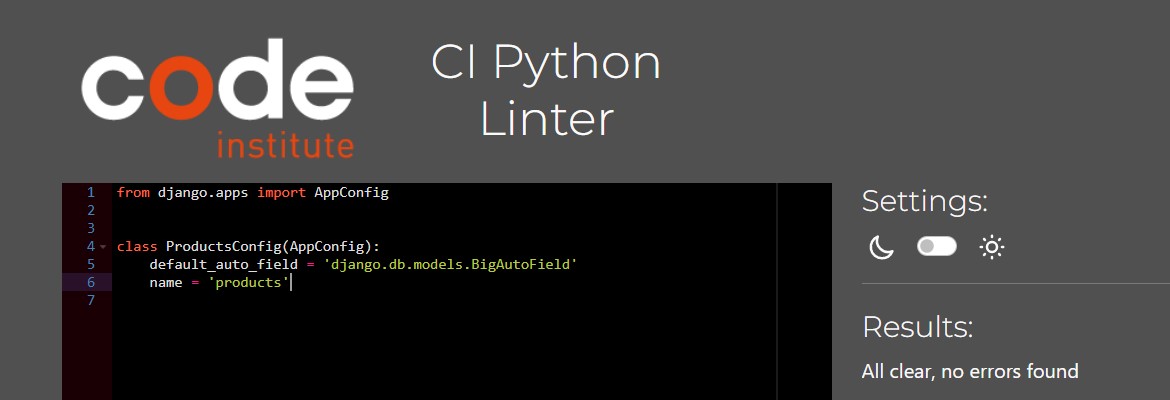 code
institute
CI Python
Linter
1 from django.apps import AppConfig
2
3
4 class ProductsConfig(AppConfig):
5     default_auto_field = 'django.db.models.BigAutoField'
6     name = 'products'
7
Settings:
Results:
All clear, no errors found